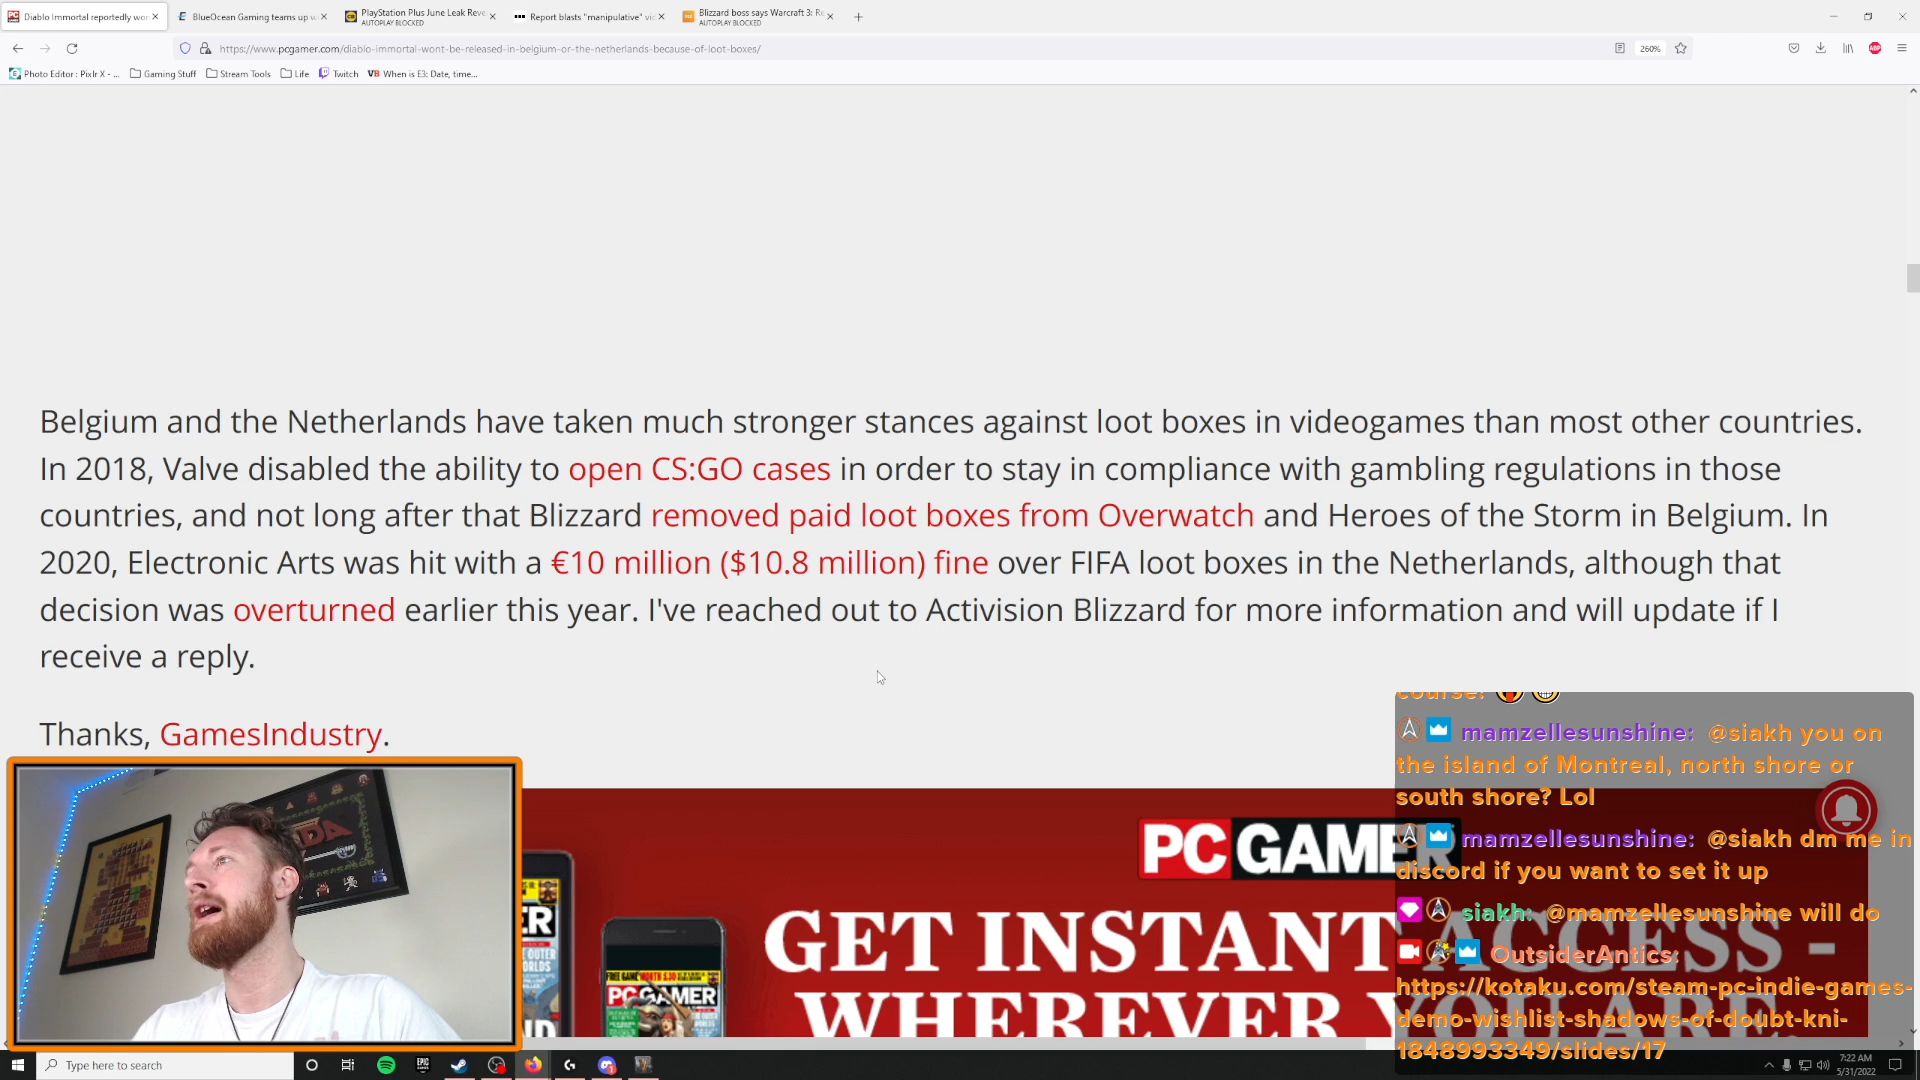 Diablo Immortal reportedly wor
BlueOcean Gaming teams up w
PlayStation Plus June Leak Reve
AUTOPLAY BLOCKED
Report blasts "manipulative" vi
Blizzard boss says Warcraft 3: Re
AUTOPLAY BLOCKED
https://www.pcgamer.com/diablo-immortal-wont-be-released-in-belgium-or-the-netherlands-because-of-loot-boxes/
260%
ABP
Photo Editor : Pixlr X - ...
Gaming Stuff
Stream Tools
Life
Twitch
VB When is E3: Date, time...
Belgium and the Netherlands have taken much stronger stances against loot boxes in videogames than most other countries.
In 2018, Valve disabled the ability to open CS:GO cases in order to stay in compliance with gambling regulations in those
countries, and not long after that Blizzard removed paid loot boxes from Overwatch and Heroes of the Storm in Belgium. In
2020, Electronic Arts was hit with a €10 million ($10.8 million) fine over FIFA loot boxes in the Netherlands, although that
decision was overturned earlier this year. I've reached out to Activision Blizzard for more information and will update if I
receive a reply.
Thanks, GamesIndustry.
course!
mamzellesunshine: @siakh you on
the island of Montreal, north shore or
south shore? Lol
mamzellesunshine: @siakh dm me in
discord if you want to set it up
siakh: @mamzellesunshine will do
OutsiderAntics:
https://kotaku.com/steam-pc-indie-games-
demo-wishlist-shadows-of-doubt-kni-
1848993349/slides/17
PC GAMER
GET INSTANT ACCESS -
WHEREVER YOU ARE.
PC GAMER
Type here to search
7:22 AM
5/31/2022